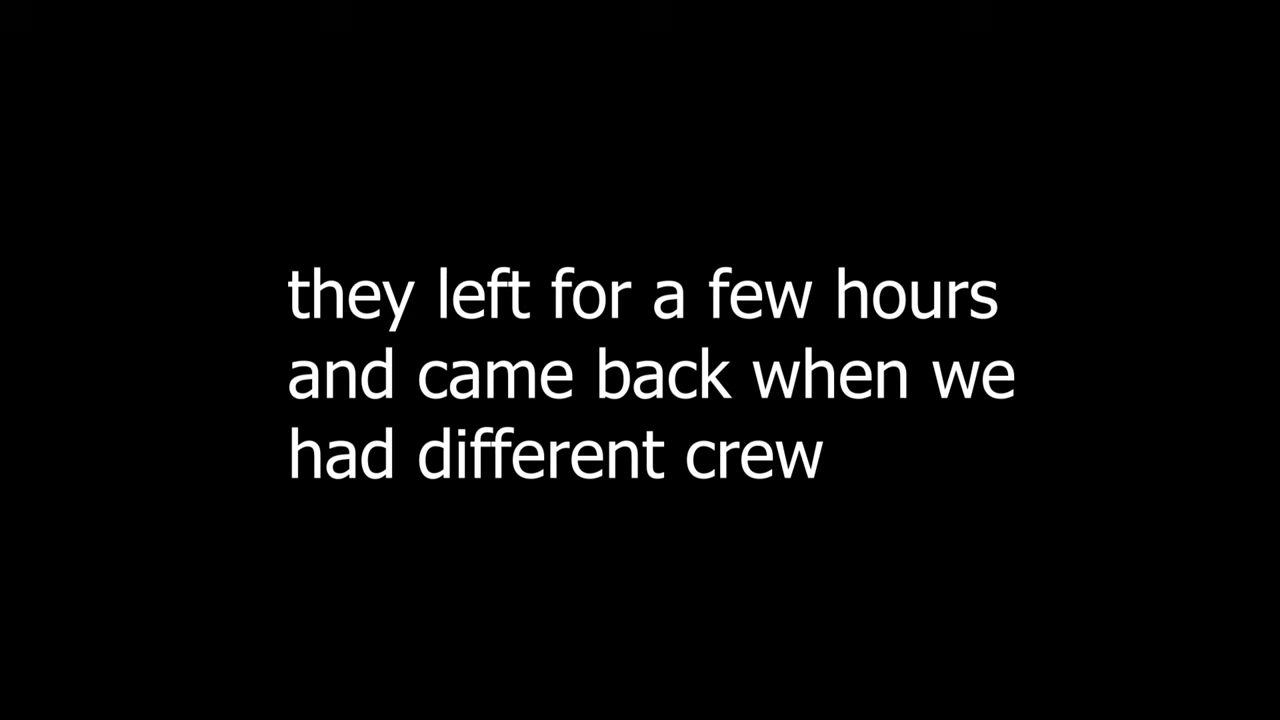 they left for a few hours
and came back when we
had different crew